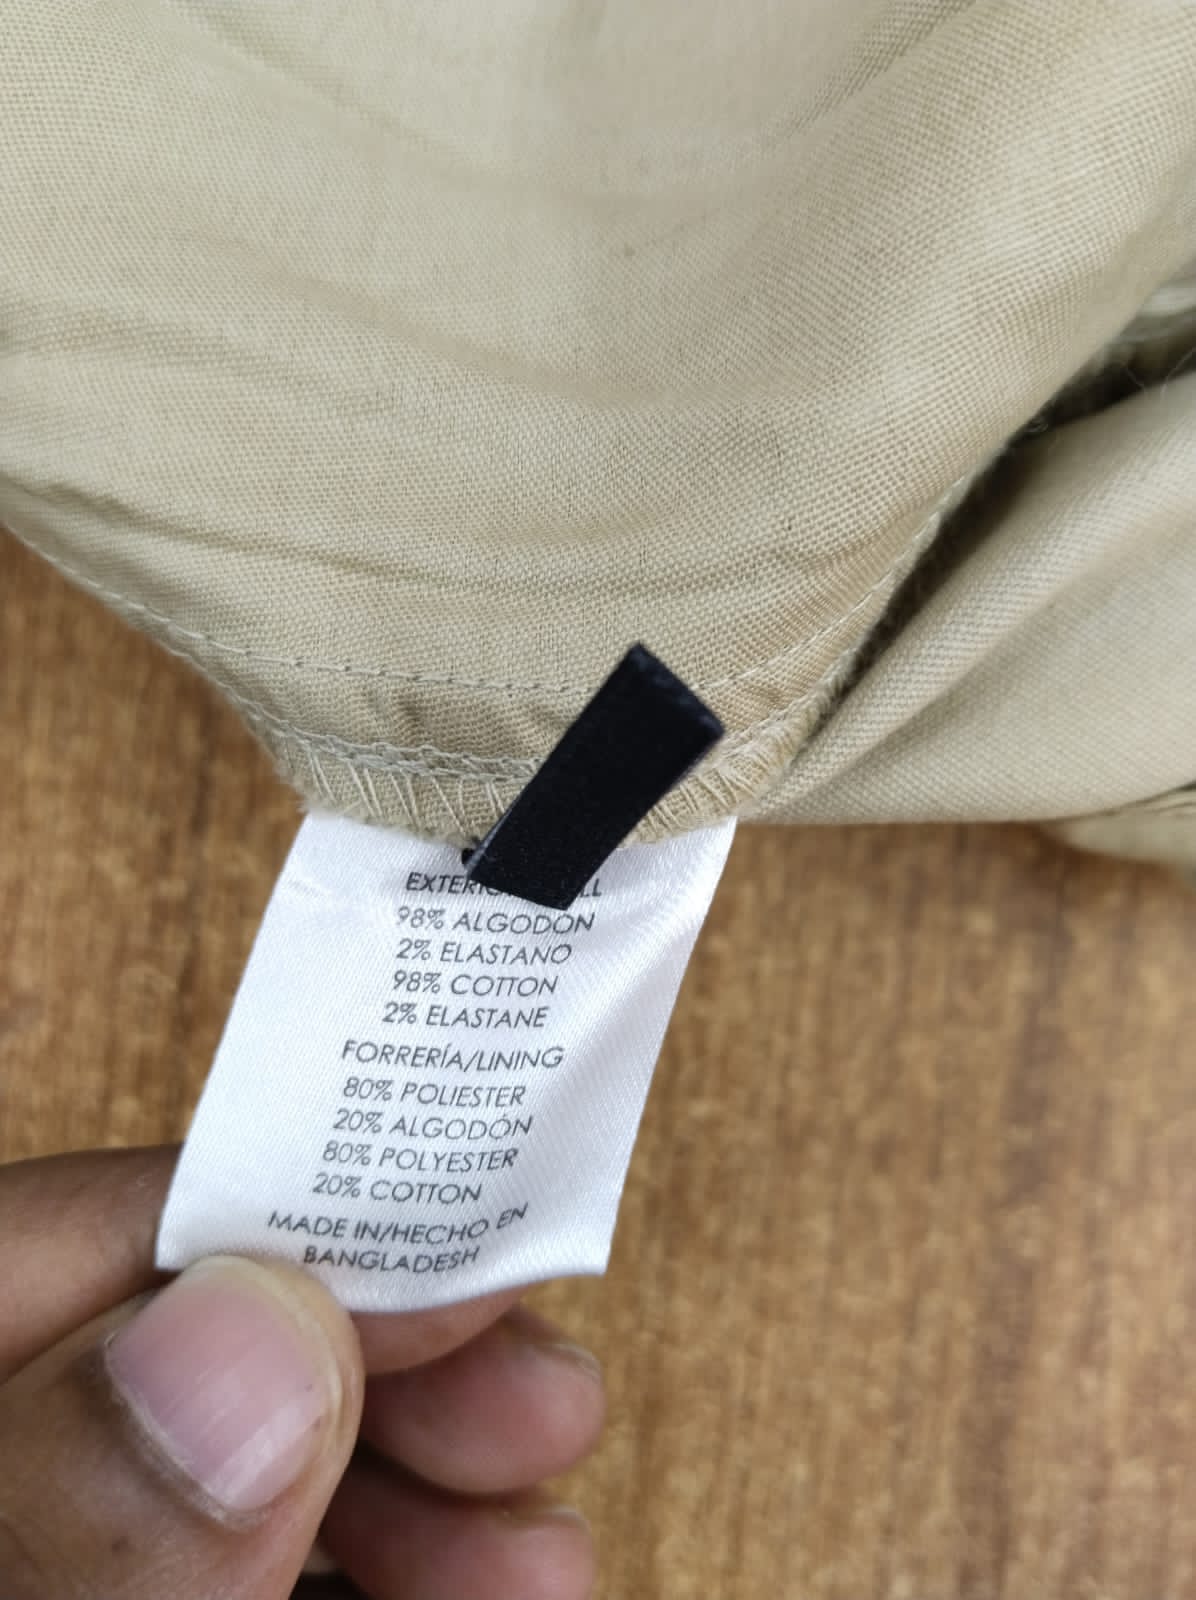 98% ALGODÓN
2% ELASTANO
98% COTTON
2% ELASTANE
FORRERÍA/LINING
80% POLIESTER
20% ALGODÓN
80% POLYESTER
20% COTTON
MADE IN/HECHO EN
BANGLADESH